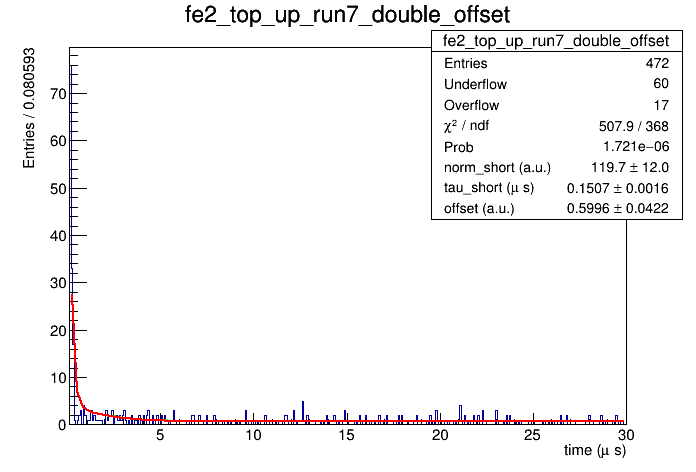 fe2_top_up_run7_double_offset
fe2_top_up_run7_double_offset
Entries 472
Underflow 60
Overflow 17
χ² / ndf 507.9 / 368
Prob 1.721e−06
norm_short (a.u.) 119.7 ± 12.0
tau_short (μ s) 0.1507 ± 0.0016
offset (a.u.) 0.5996 ± 0.0422
Entries / 0.080593
70
60
50
40
30
20
10
0
5 10 15 20 25 30
time (μ s)